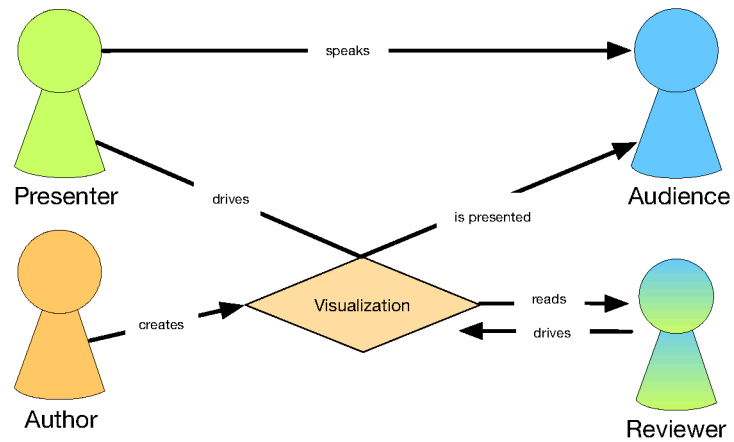 speaks
Presenter
drives
Audience
is presented
Visualization
reads
creates
drives
Author
Reviewer